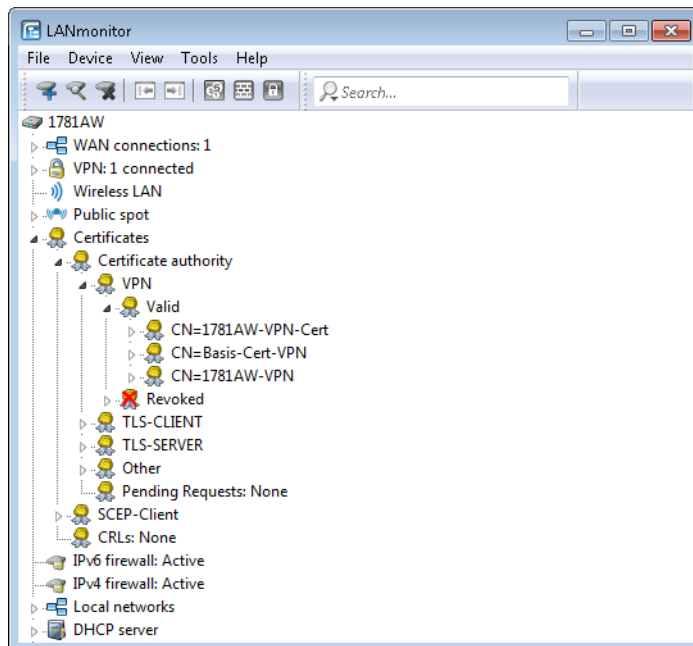 LANmonitor
File Device View Tools Help
Search...
1781AW
WAN connections: 1
VPN: 1 connected
Wireless LAN
Public spot
Certificates
Certificate authority
VPN
Valid
CN=1781AW-VPN-Cert
CN=Basis-Cert-VPN
CN=1781AW-VPN
Revoked
TLS-CLIENT
TLS-SERVER
Other
Pending Requests: None
SCEP-Client
CRLs: None
IPv6 firewall: Active
IPv4 firewall: Active
Local networks
DHCP server